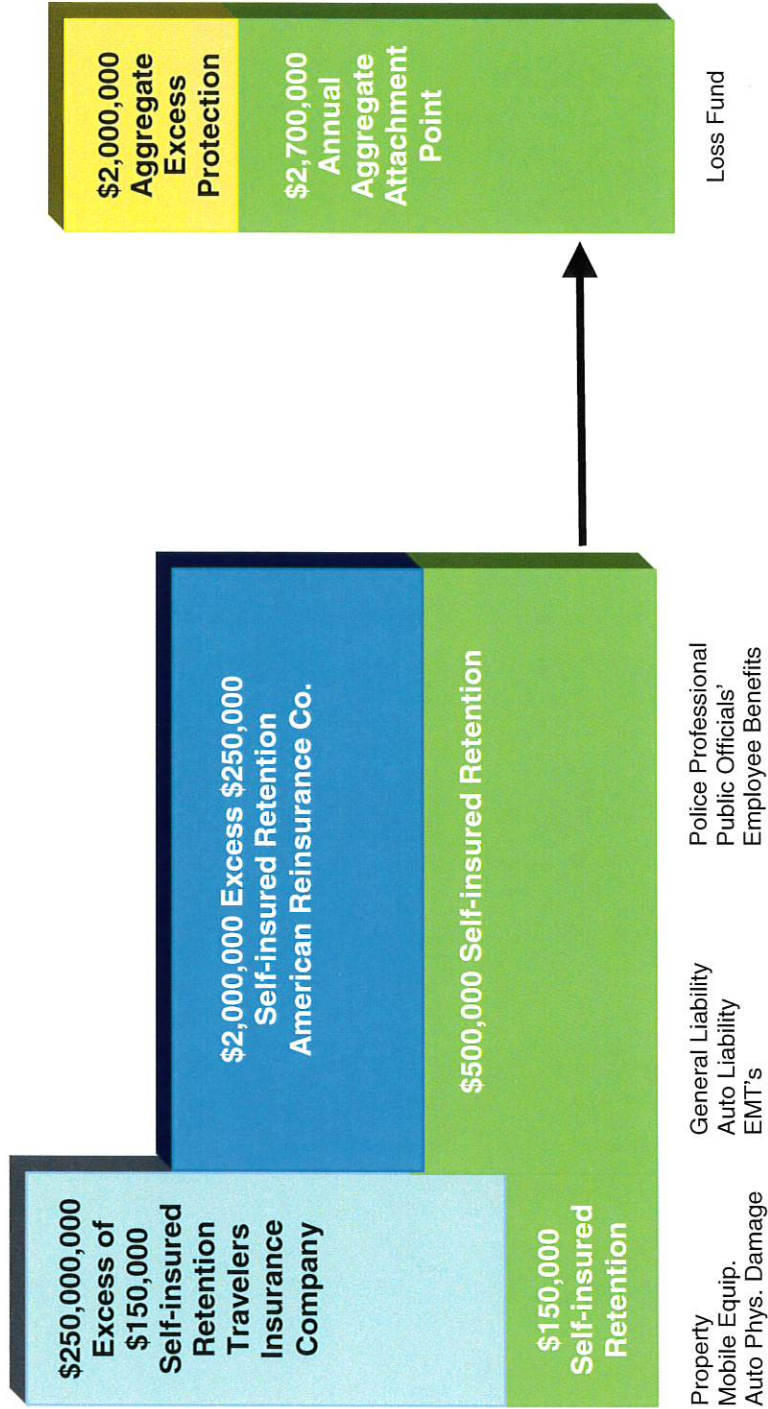 $250,000,000
Excess of
$150,000
Self-insured
Retention
Travelers
Insurance
Company
$150,000
Self-insured
Retention
Property
Mobile Equip.
Auto Phys. Damage
$2,000,000 Excess $250,000
Self-insured Retention
American Reinsurance Co.
$500,000 Self-insured Retention
General Liability
Auto Liability
EMT's
Police Professional
Public Officials'
Employee Benefits
$2,000,000
Aggregate
Excess
Protection
$2,700,000
Annual
Aggregate
Attachment
Point
Loss Fund